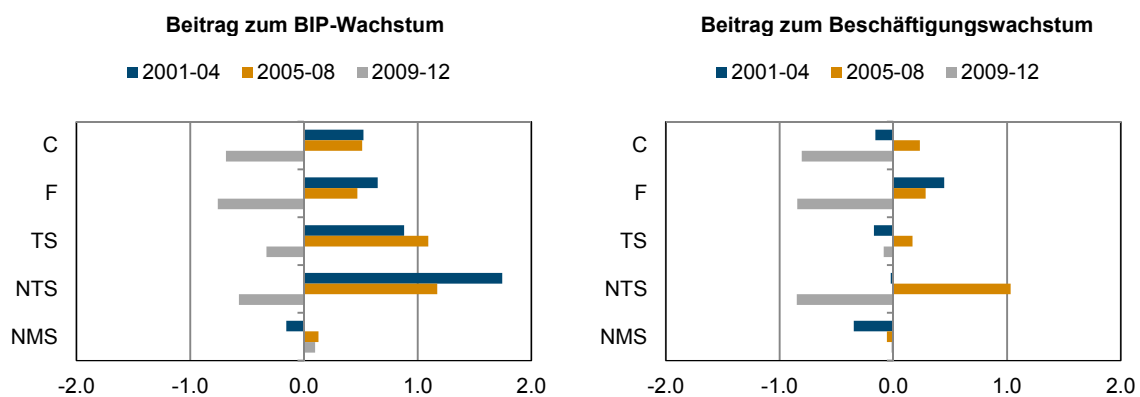 Beitrag zum BIP-Wachstum
2001-04 2005-08 2009-12
C
F
TS
NTS
NMS
-2.0 -1.0 0.0 1.0 2.0
Beitrag zum Beschäftigungswachstum
2001-04 2005-08 2009-12
C
F
TS
NTS
NMS
-2.0 -1.0 0.0 1.0 2.0